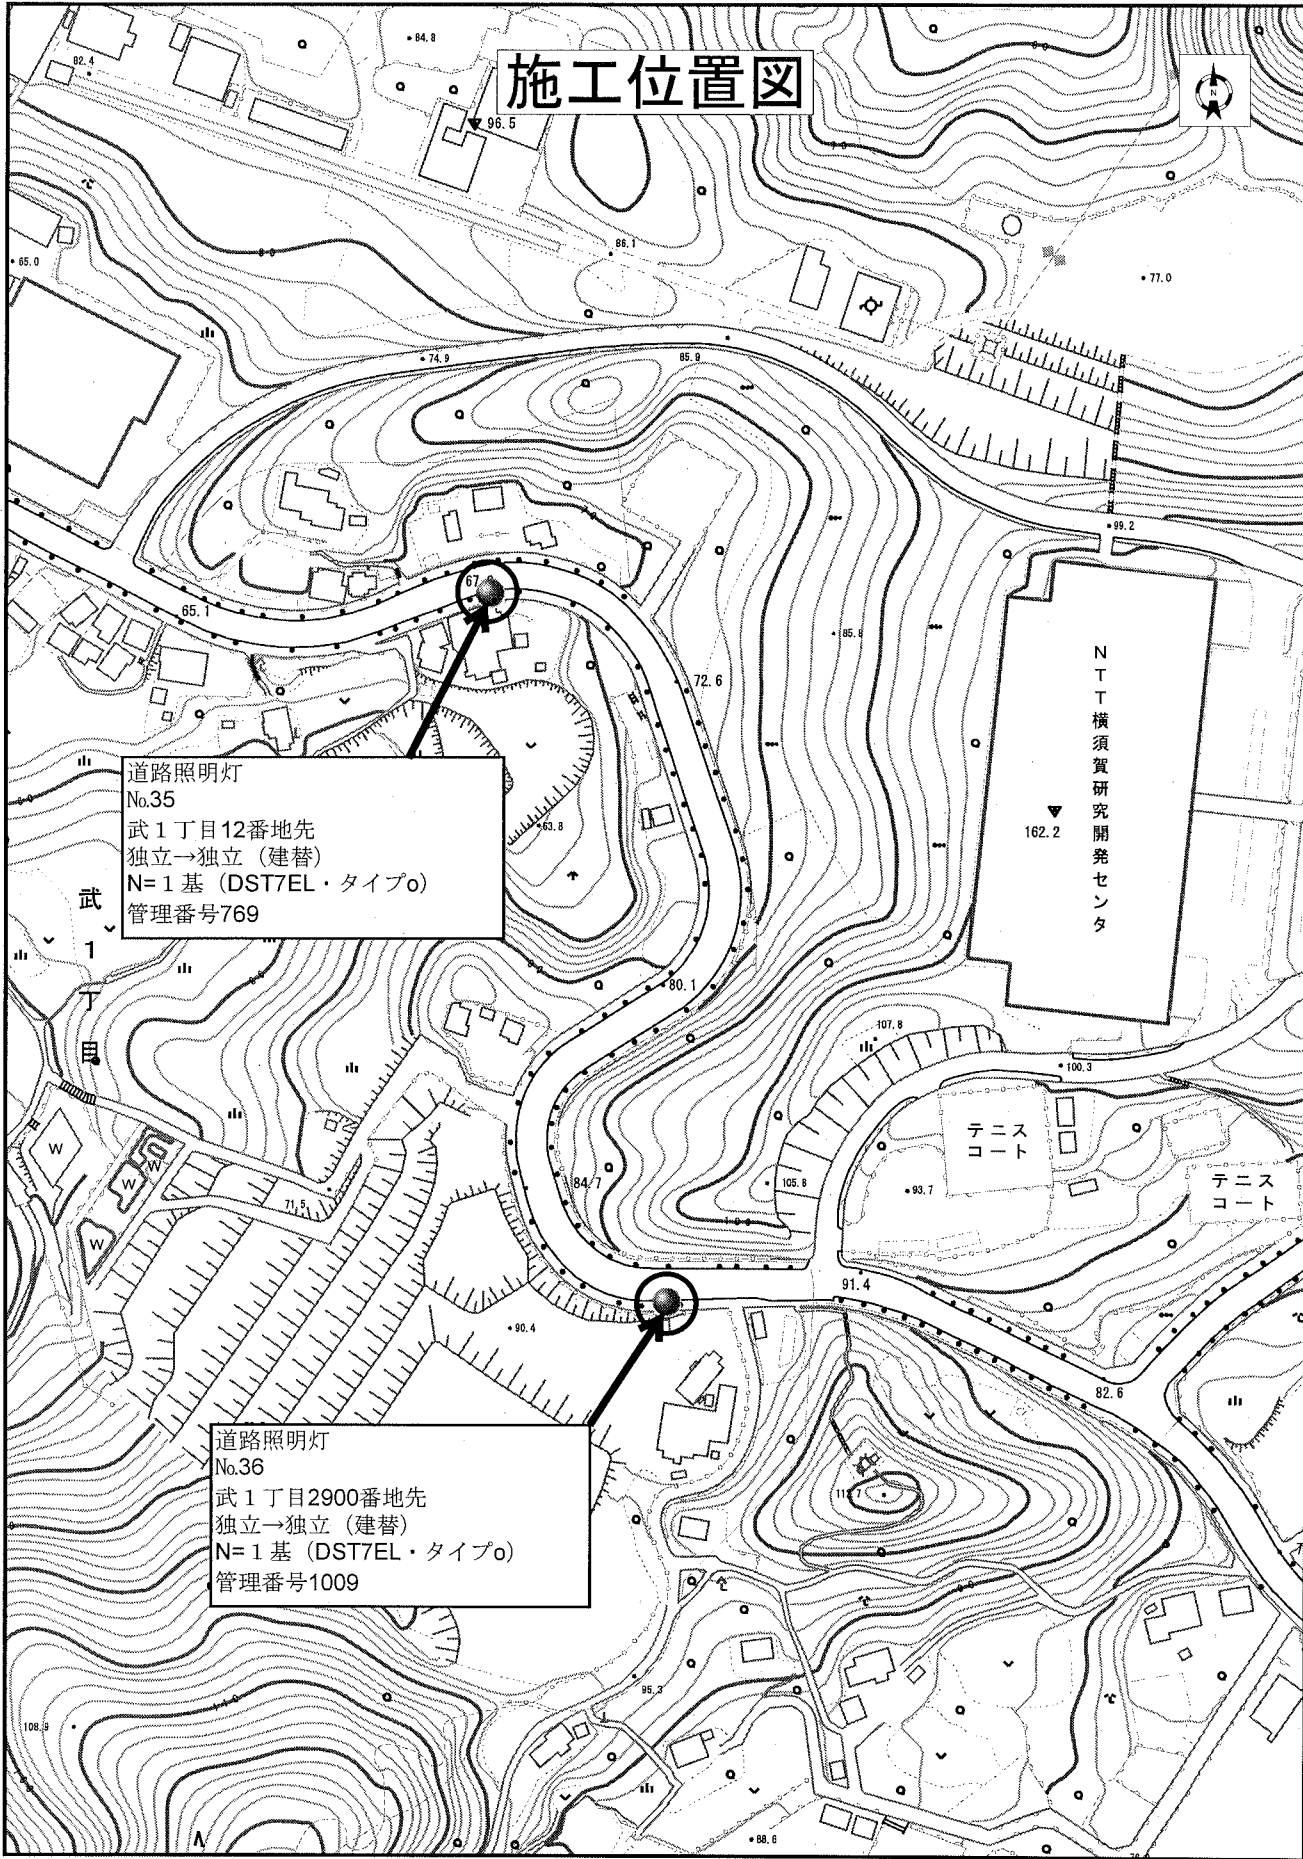 施工位置図
N
84.8
82.4
96.5
86.1
65.0
77.0
74.9
85.9
99.2
67
65.1
72.6
NTT横須賀研究開発センタ
162.2
道路照明灯
№35
武１丁目12番地先
独立→独立（建替）
N=１基（DST7EL・タイプo）
管理番号769
63.8
武1丁目
80.1
107.8
100.3
テニス
コート
テニス
コート
W
W
W
W
84.7
105.8
93.7
71.5
91.4
90.4
82.6
道路照明灯
№36
武１丁目2900番地先
独立→独立（建替）
N=１基（DST7EL・タイプo）
管理番号1009
95.3
108.9
88.6